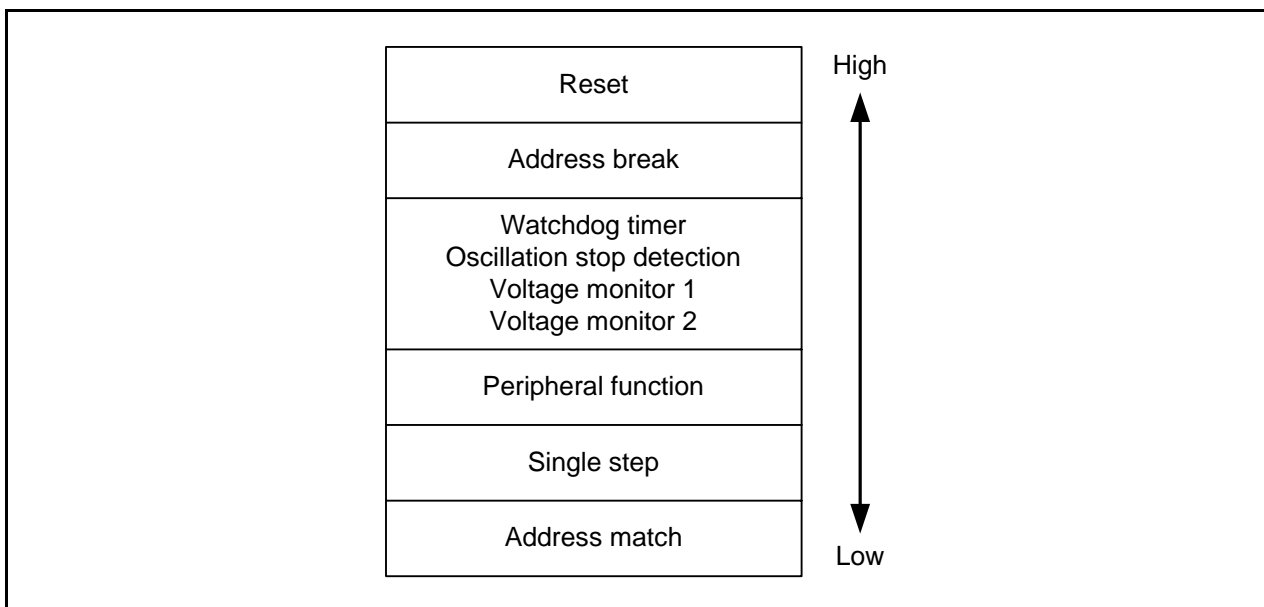 Reset
High
Address break
Watchdog timer
Oscillation stop detection
Voltage monitor 1
Voltage monitor 2
Peripheral function
Single step
Address match
Low